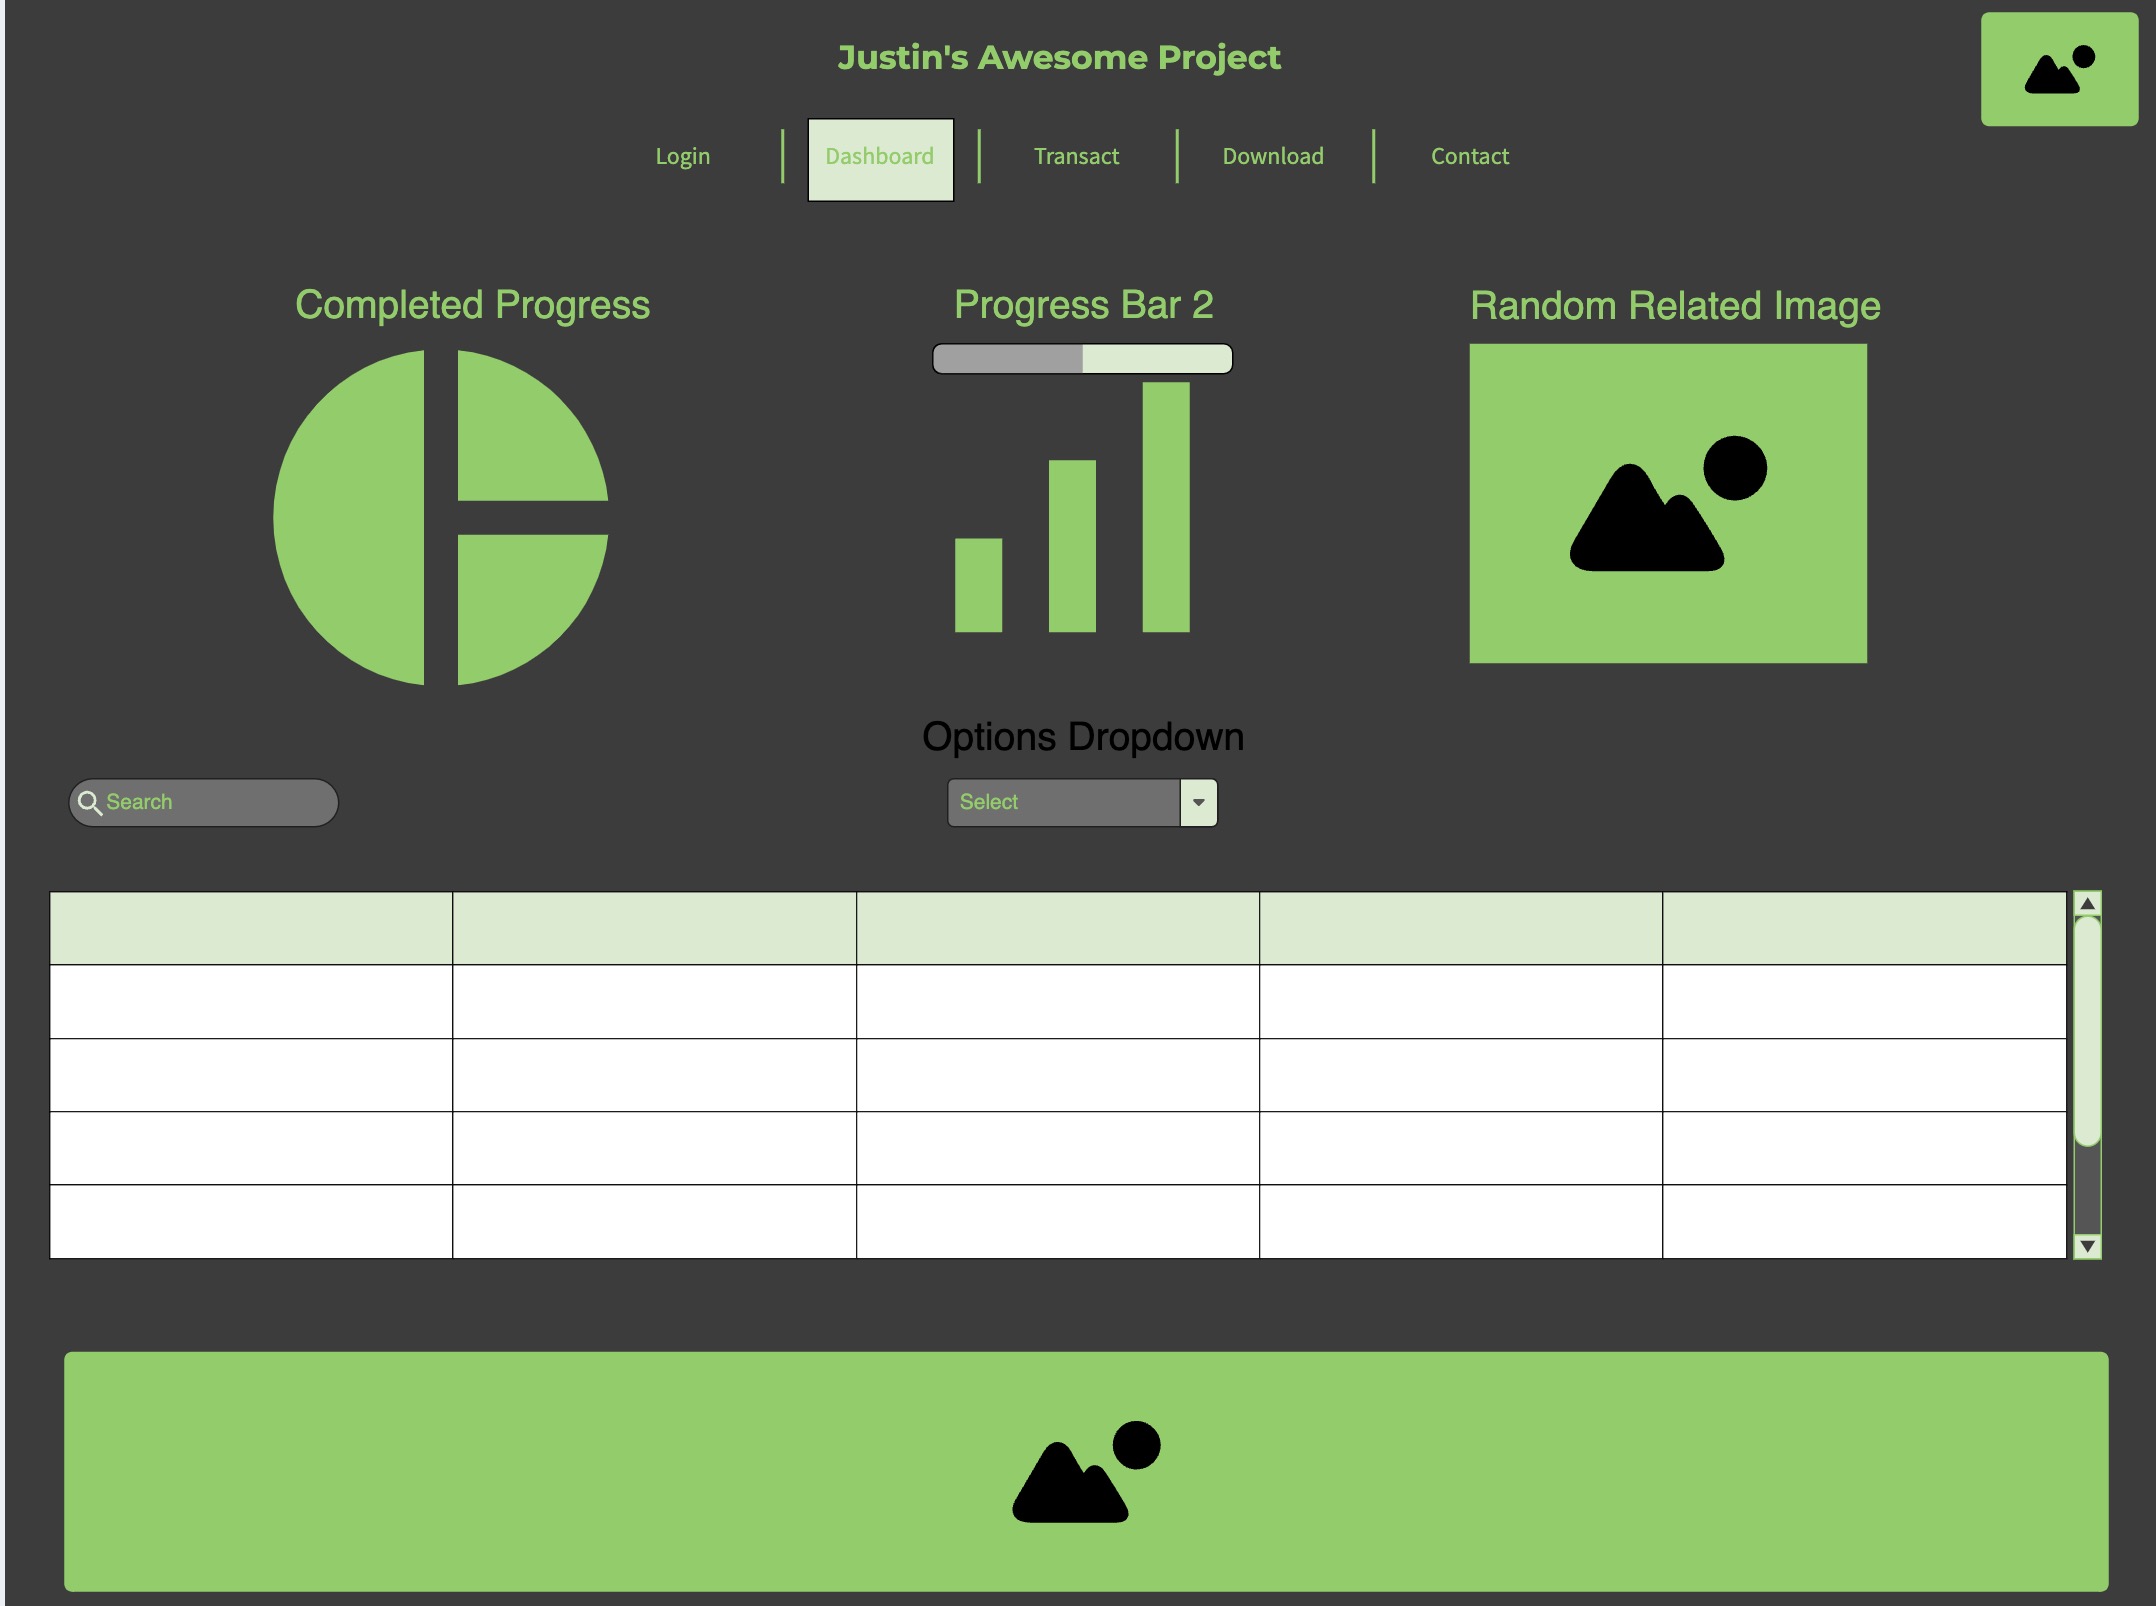 Justin's Awesome Project
Login
Dashboard
Transact
Download
Contact
Completed Progress
Progress Bar 2
Random Related Image
Options Dropdown
Search
Select